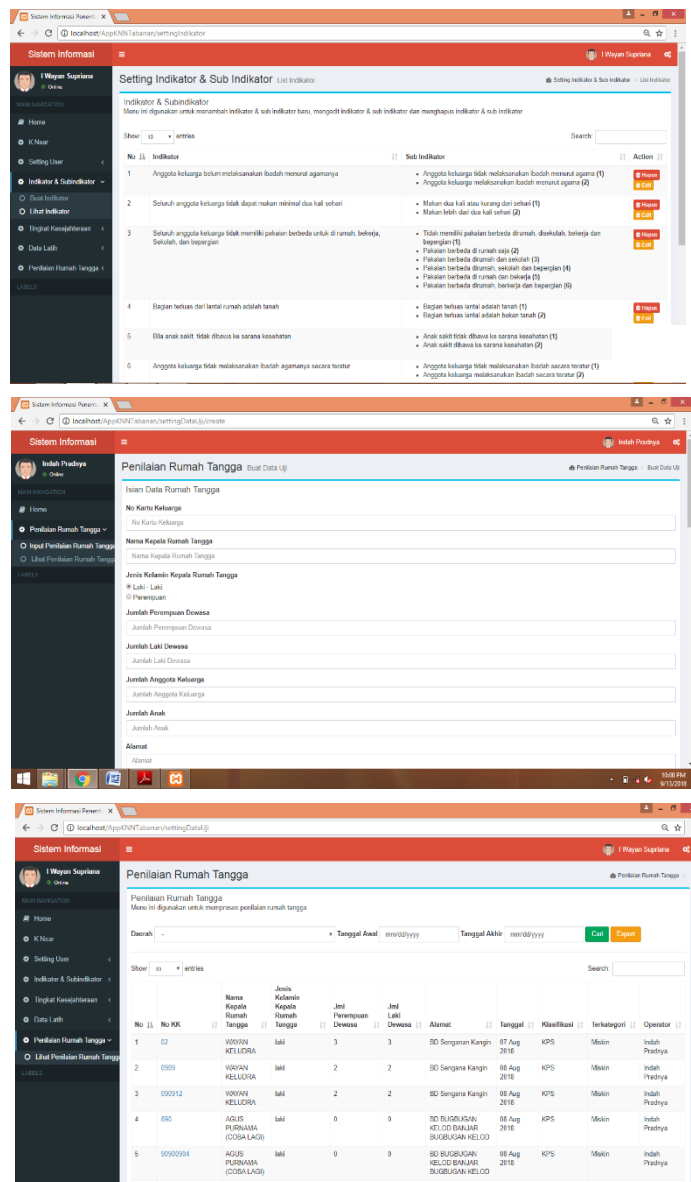 Sistem Informasi Penent
localhost/AppKNNTabanan/settingIndikator
Sistem Informasi
I Wayan Supriana
I Wayan Supriana
Online
Setting Indikator & Sub Indikator List Indikator
Setting Indikator & Sub Indikator > List Indikator
MAIN NAVIGATION
Home
K Near
Setting User
Indikator & Subindikator
Buat Indikator
Lihat Indikator
Tingkat Kesejahteraan
Data Latih
Penilaian Rumah Tangga
LABELS
Indikator & Subindikator
Menu ini digunakan untuk menambah indikator & sub indikator baru, mengedit indikator & sub indikator dan menghapus indikator & sub indikator
Show 10 entries
Search:
No Indikator Sub Indikator Action
1 Anggota keluarga belum melaksanakan ibadah menurut agamanya
Anggota keluarga tidak melaksanakan ibadah menurut agama (1)
Anggota keluarga melaksanakan ibadah menurut agama (2)
Hapus
Edit
2 Seluruh anggota keluarga tidak dapat makan minimal dua kali sehari
Makan dua kali atau kurang dari sehari (1)
Makan lebih dari dua kali sehari (2)
Hapus
Edit
3 Seluruh anggota keluarga tidak memiliki pakaian berbeda untuk di rumah, bekerja,
Sekolah, dan bepergian
Tidak memiliki pakaian berbeda dirumah, disekolah, bekerja dan
bepergian (1)
Pakaian berbeda di rumah saja (2)
Pakaian berbeda dirumah dan sekolah (3)
Pakaian berbeda dirumah, sekolah dan bepergian (4)
Pakaian berbeda di rumah dan bekerja (5)
Pakaian berbeda dirumah, berkerja dan bepergian (6)
Hapus
Edit
4 Bagian terluas dari lantai rumah adalah tanah
Bagian terluas lantai adalah tanah (1)
Bagian terluas lantai adalah bukan tanah (2)
Hapus
Edit
5 Bila anak sakit, tidak dibawa ke sarana kesehatan
Anak sakit tidak dibawa ke sarana kesehatan (1)
Anak sakit dibawa ke sarana kesehatan (2)
6 Anggota keluarga tidak melaksanakan ibadah agamanya secara teratur
Anggota keluarga tidak melaksanakan ibadah secara teratur (1)
Anggota keluarga melaksanakan ibadah secara teratur (2)
Sistem Informasi Penent
localhost/AppKNNTabanan/settingDataUji/create
Sistem Informasi
Indah Pradnya
Indah Pradnya
Online
Penilaian Rumah Tangga Buat Data Uji
Penilaian Rumah Tangga > Buat Data Uji
MAIN NAVIGATION
Home
Penilaian Rumah Tangga
Input Penilaian Rumah Tangga
Lihat Penilaian Rumah Tangga
LABELS
Isian Data Rumah Tangga
No Kartu Keluarga
No Kartu Keluarga
Nama Kepala Rumah Tangga
Nama Kepala Rumah Tangga
Jenis Kelamin Kepala Rumah Tangga
Laki - Laki
Perempuan
Jumlah Perempuan Dewasa
Jumlah Perempuan Dewasa
Jumlah Laki Dewasa
Jumlah Laki Dewasa
Jumlah Anggota Keluarga
Jumlah Anggota Keluarga
Jumlah Anak
Jumlah Anak
Alamat
Alamat
10:00 PM
9/13/2018
Sistem Informasi Penent
localhost/AppKNNTabanan/settingDataUji
Sistem Informasi
I Wayan Supriana
I Wayan Supriana
Online
Penilaian Rumah Tangga
Penilaian Rumah Tangga >
MAIN NAVIGATION
Home
K Near
Setting User
Indikator & Subindikator
Tingkat Kesejahteraan
Data Latih
Penilaian Rumah Tangga
Lihat Penilaian Rumah Tangga
LABELS
Penilaian Rumah Tangga
Menu ini digunakan untuk memproses penilaian rumah tangga
Daerah - Tanggal Awal mm/dd/yyyy Tanggal Akhir mm/dd/yyyy Cari Export
Show 10 entries
Search:
No No KK Nama Kepala Rumah Tangga Jenis Kelamin Kepala Rumah Tangga Jml Perempuan Dewasa Jml Laki Dewasa Alamat Tanggal Klasifikasi Terkategori Operator
1 02 WAYAN KELUDRA laki 3 3 BD Senganan Kangin 07 Aug 2018 KPS Miskin Indah Pradnya
2 0909 WAYAN KELUDRA laki 2 2 BD Sengana Kangin 08 Aug 2018 KPS Miskin Indah Pradnya
3 090912 WAYAN KELUDRA laki 2 2 BD Sengana Kangin 08 Aug 2018 KPS Miskin Indah Pradnya
4 890 AGUS PURNAMA (COBA LAGI) laki 0 0 BD BUGBUGAN KELOD BANJAR BUGBUGAN KELOD 08 Aug 2018 KPS Miskin Indah Pradnya
5 90900904 AGUS PURNAMA (COBA LAGI) laki 0 0 BD BUGBUGAN KELOD BANJAR BUGBUGAN KELOD 08 Aug 2018 KPS Miskin Indah Pradnya